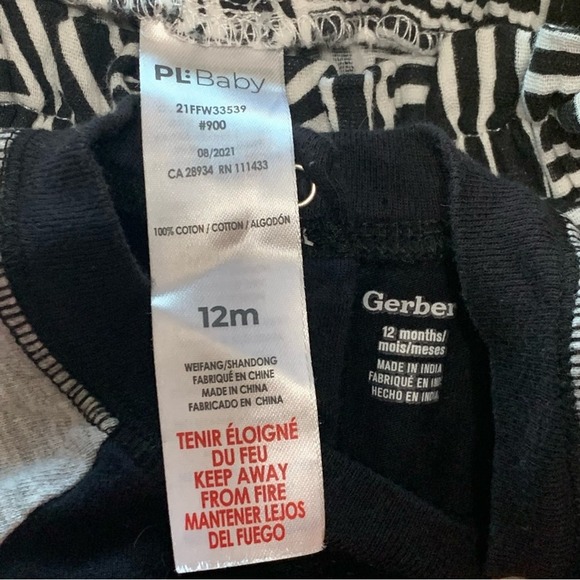 PL: Baby
21FFW33539
#900
08/2021
CA 28934 RN 111433
100% COTON / COTTON / ALGODÓN
12m
WEIFANG/SHANDONG
FABRIQUÉ EN CHINE
MADE IN CHINA
FABRICADO EN CHINA
TENIR ÉLOIGNÉ
DU FEU
KEEP AWAY
FROM FIRE
MANTENER LEJOS
DEL FUEGO
Gerber
12 months/
mois/meses
MADE IN INDIA
FABRIQUÉ EN
HECHO EN INDIA